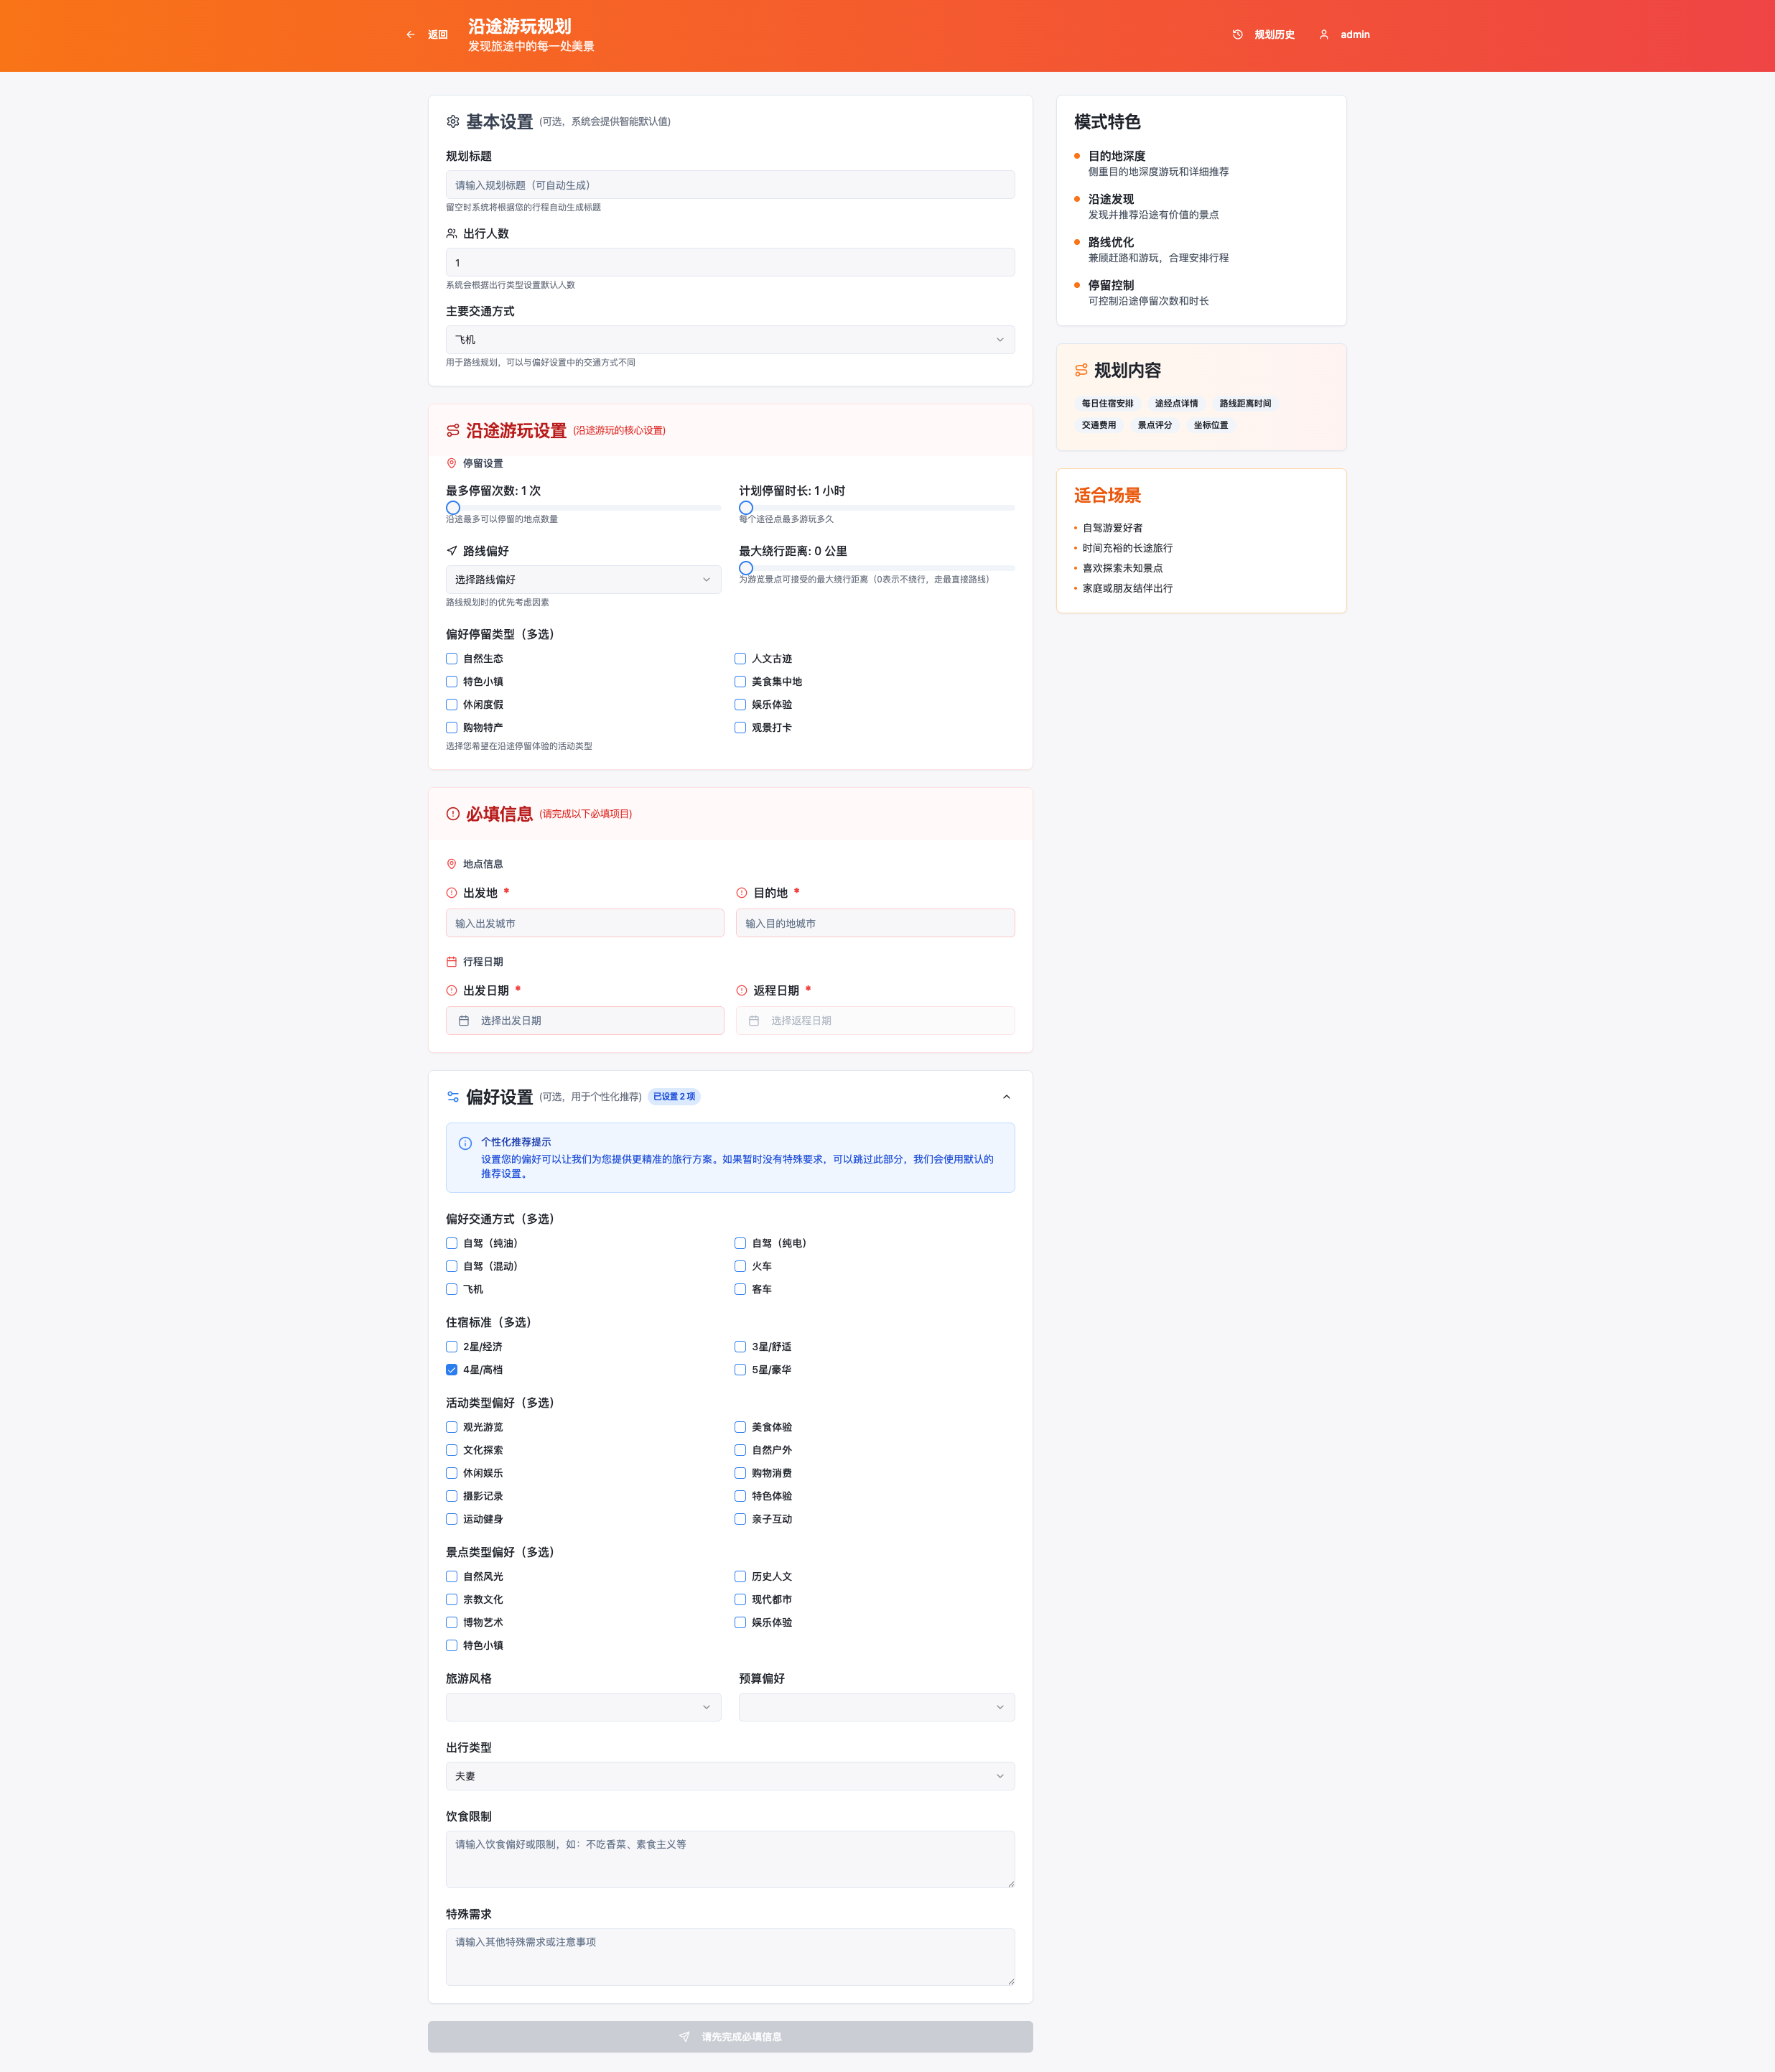 返回
沿途游玩规划
发现旅途中的每一处美景
规划历史
admin
基本设置 (可选，系统会提供智能默认值)
规划标题
请输入规划标题（可自动生成）
留空时系统将根据您的行程自动生成标题
出行人数
1
系统会根据出行类型设置默认人数
主要交通方式
飞机
用于路线规划，可以与偏好设置中的交通方式不同
沿途游玩设置 (沿途游玩的核心设置)
停留设置
最多停留次数: 1 次
沿途最多可以停留的地点数量
计划停留时长: 1 小时
每个途径点最多游玩多久
路线偏好
选择路线偏好
路线规划时的优先考虑因素
最大绕行距离: 0 公里
为游览景点可接受的最大绕行距离（0表示不绕行，走最直接路线）
偏好停留类型（多选）
自然生态
人文古迹
特色小镇
美食集中地
休闲度假
娱乐体验
购物特产
观景打卡
选择您希望在沿途停留体验的活动类型
必填信息 (请完成以下必填项目)
地点信息
出发地 *
输入出发城市
目的地 *
输入目的地城市
行程日期
出发日期 *
选择出发日期
返程日期 *
选择返程日期
偏好设置 (可选，用于个性化推荐) 已设置 2 项
个性化推荐提示
设置您的偏好可以让我们为您提供更精准的旅行方案。如果暂时没有特殊要求，可以跳过此部分，我们会使用默认的
推荐设置。
偏好交通方式（多选）
自驾（纯油）
自驾（纯电）
自驾（混动）
火车
飞机
客车
住宿标准（多选）
2星/经济
3星/舒适
4星/高档
5星/豪华
活动类型偏好（多选）
观光游览
美食体验
文化探索
自然户外
休闲娱乐
购物消费
摄影记录
特色体验
运动健身
亲子互动
景点类型偏好（多选）
自然风光
历史人文
宗教文化
现代都市
博物艺术
娱乐体验
特色小镇
旅游风格
预算偏好
出行类型
夫妻
饮食限制
请输入饮食偏好或限制，如：不吃香菜、素食主义等
特殊需求
请输入其他特殊需求或注意事项
请先完成必填信息
模式特色
目的地深度
侧重目的地深度游玩和详细推荐
沿途发现
发现并推荐沿途有价值的景点
路线优化
兼顾赶路和游玩，合理安排行程
停留控制
可控制沿途停留次数和时长
规划内容
每日住宿安排
途经点详情
路线距离时间
交通费用
景点评分
坐标位置
适合场景
自驾游爱好者
时间充裕的长途旅行
喜欢探索未知景点
家庭或朋友结伴出行